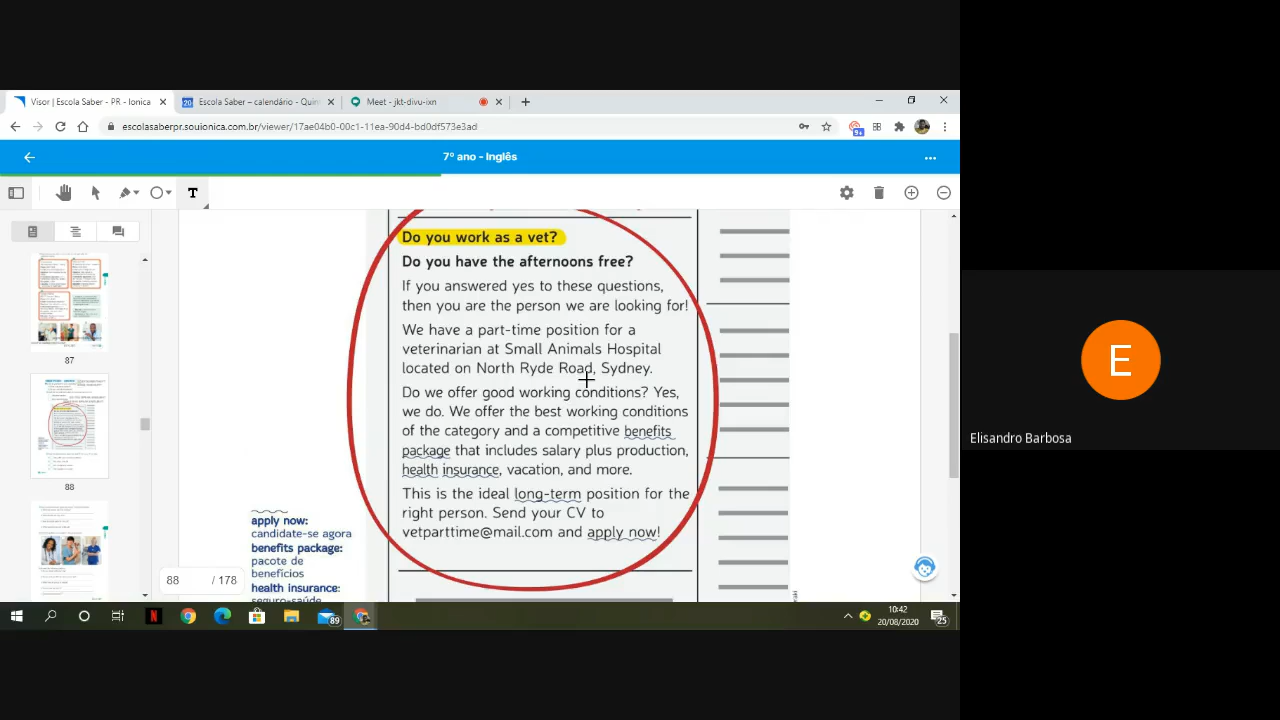 Visor | Escola Saber - PR - Ionica
Escola Saber – calendário - Quin
Meet - jkt-divu-ixn
escolasaberpr.souionica.com.br/viewer/17ae04b0-00c1-11ea-90d4-bd0df573e3ad
9+
7º ano - Inglês
T
Do you work as a vet?
Do you have the afternoons free?
If you answered yes to these questions,
then you are the person we are looking for!
We have a part-time position for a
veterinarian at Small Animals Hospital
located on North Ryde Road, Sydney.
Do we offer good working conditions? Yes,
we do. We offer the best working conditions
of the category and a competitive benefits
package that includes salary plus production,
health insurance, vacation, and more.
This is the ideal long-term position for the
right person. Send your CV to
vetparttime@mail.com and apply now!
apply now:
candidate-se agora
benefits package:
pacote de
benefícios
health insurance:
seguro-saúde
87
88
88 / 178
E
Elisandro Barbosa
89
10:42
20/08/2020
25